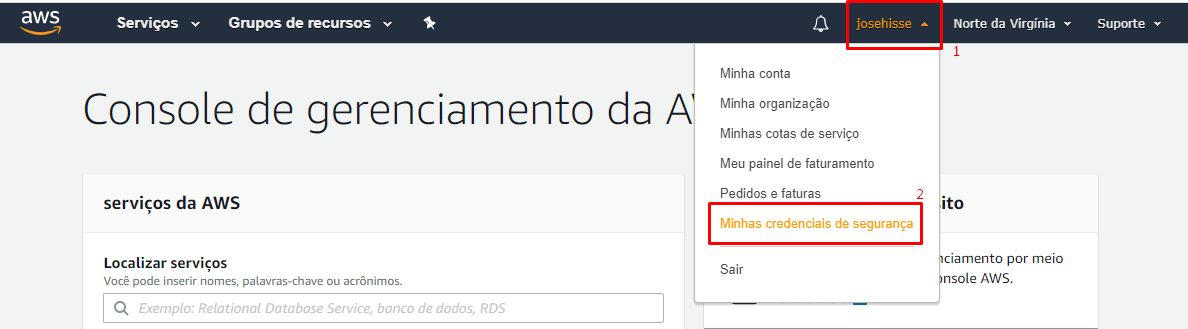 aws
Serviços
Grupos de recursos
josehisse
Norte da Virgínia
Suporte
1
Minha conta
Minha organização
Minhas cotas de serviço
Meu painel de faturamento
Pedidos e faturas
2
Minhas credenciais de segurança
Sair
Console de gerenciamento da A
serviços da AWS
Localizar serviços
Você pode inserir nomes, palavras-chave ou acrônimos.
Exemplo: Relational Database Service, banco de dados, RDS
ito
nciamento por meio
onsole AWS.